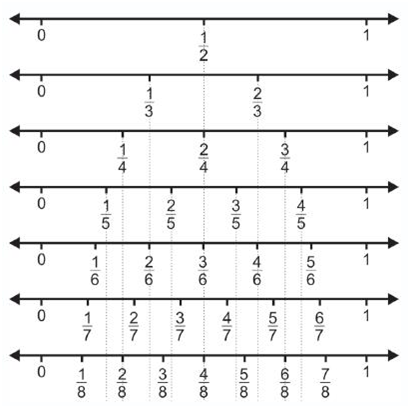 0 1/2 1
0 1/3 2/3 1
0 1/4 2/4 3/4 1
0 1/5 2/5 3/5 4/5 1
0 1/6 2/6 3/6 4/6 5/6 1
0 1/7 2/7 3/7 4/7 5/7 6/7 1
0 1/8 2/8 3/8 4/8 5/8 6/8 7/8 1